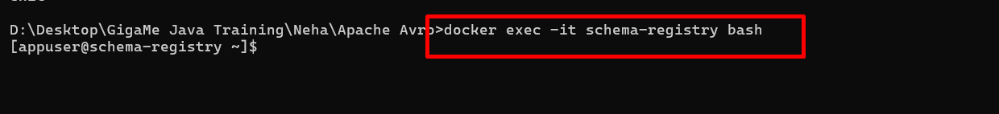 D:\Desktop\GigaMe Java Training\Neha\Apache Avro>docker exec -it schema-registry bash
[appuser@schema-registry ~]$